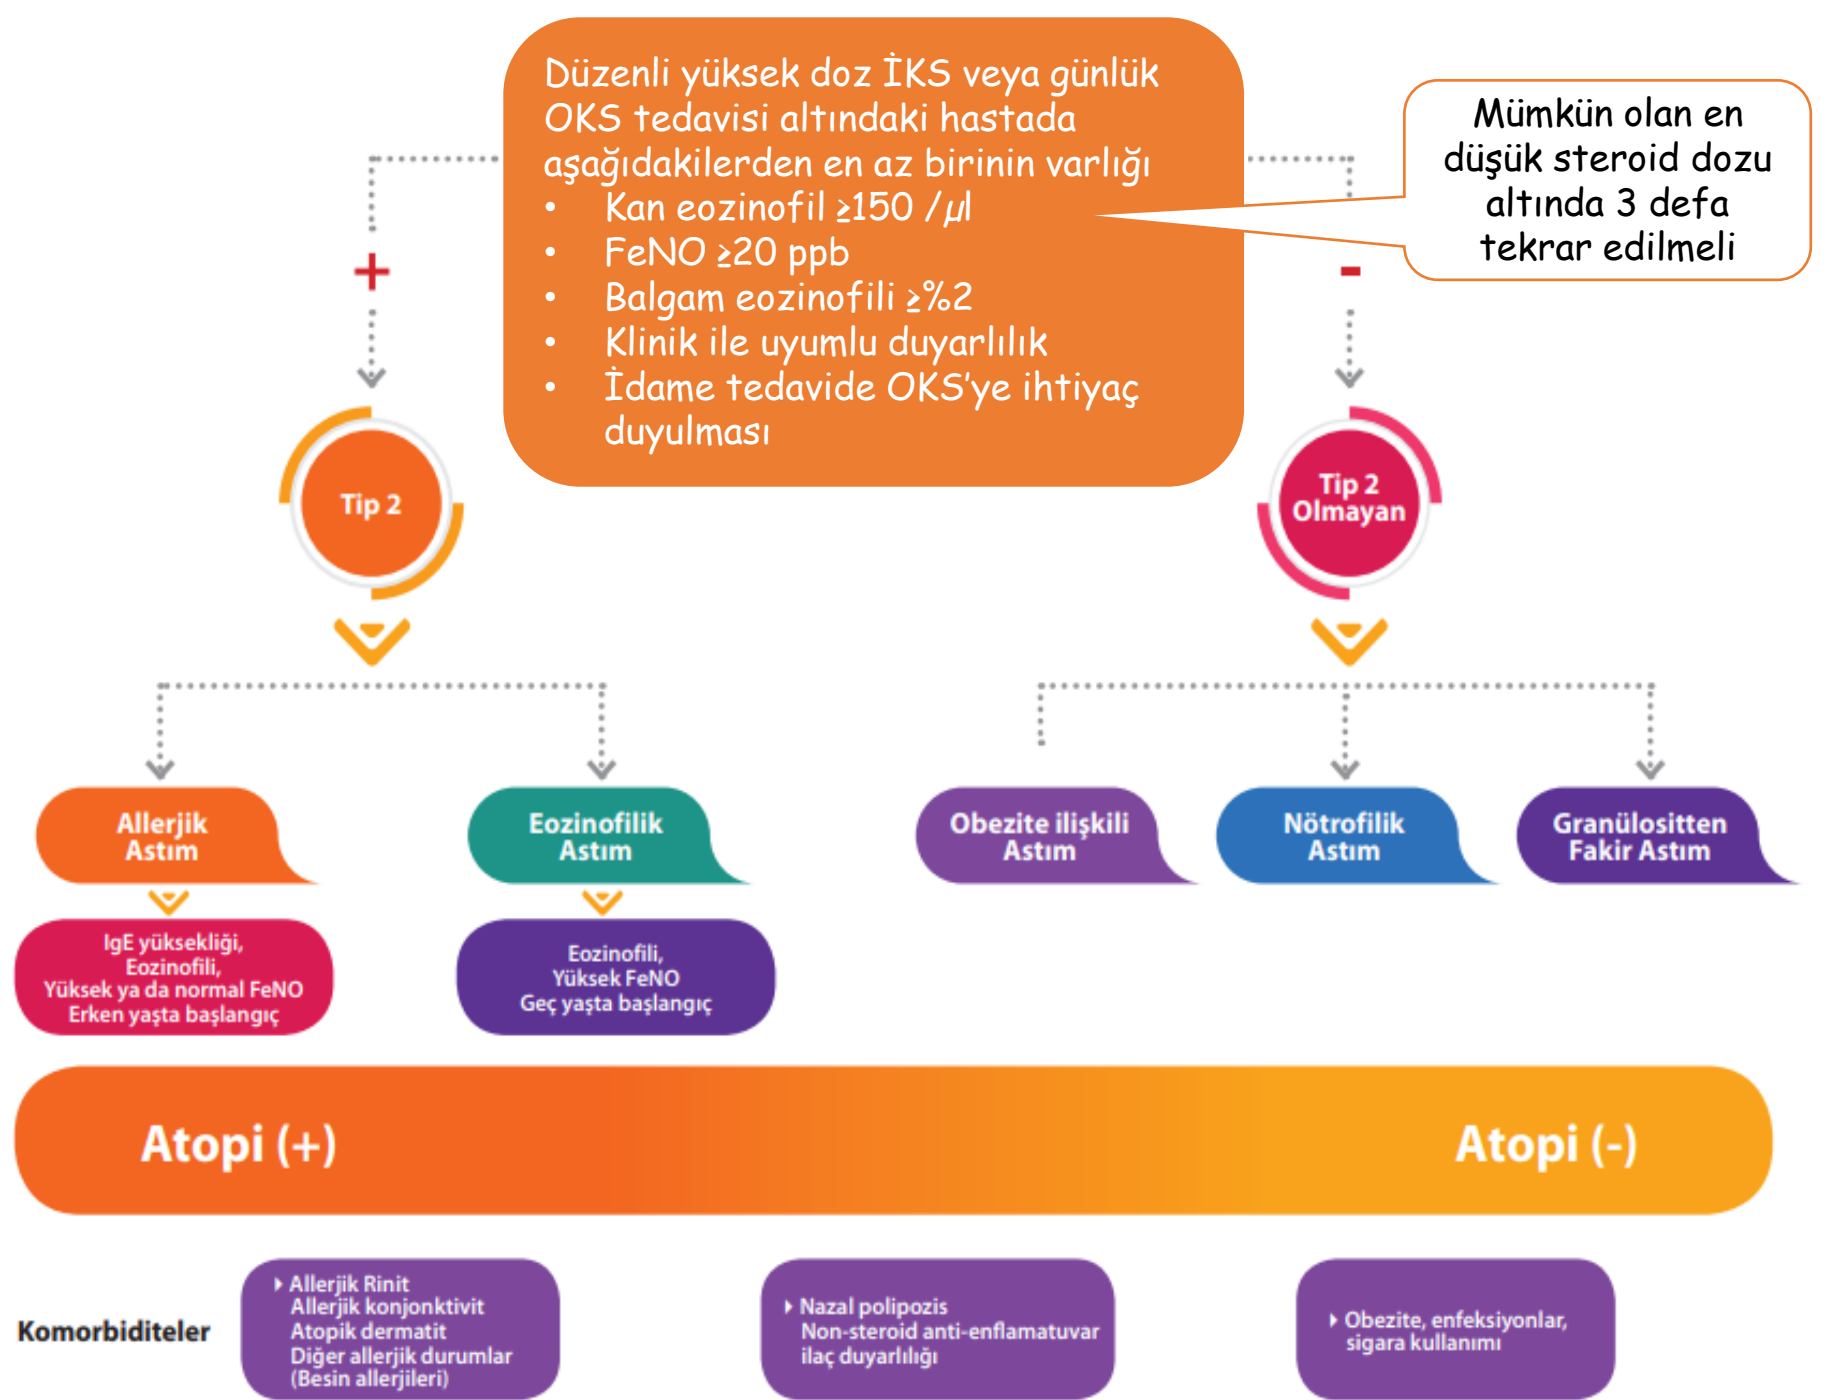 Düzenli yüksek doz İKS veya günlük
OKS tedavisi altındaki hastada
aşağıdakilerden en az birinin varlığı
• Kan eozinofil ≥150 /µl
• FeNO ≥20 ppb
• Balgam eozinofili ≥%2
• Klinik ile uyumlu duyarlılık
• İdame tedavide OKS'ye ihtiyaç
duyulması
Mümkün olan en
düşük steroid dozu
altında 3 defa
tekrar edilmeli
+
-
Tip 2
Tip 2
Olmayan
Allerjik
Astım
Eozinofilik
Astım
Obezite ilişkili
Astım
Nötrofilik
Astım
Granülositten
Fakir Astım
IgE yüksekliği,
Eozinofili,
Yüksek ya da normal FeNO
Erken yaşta başlangıç
Eozinofili,
Yüksek FeNO
Geç yaşta başlangıç
Atopi (+)
Atopi (-)
Komorbiditeler
Allerjik Rinit
Allerjik konjonktivit
Atopik dermatit
Diğer allerjik durumlar
(Besin allerjileri)
Nazal polipozis
Non-steroid anti-enflamatuvar
ilaç duyarlılığı
Obezite, enfeksiyonlar,
sigara kullanımı